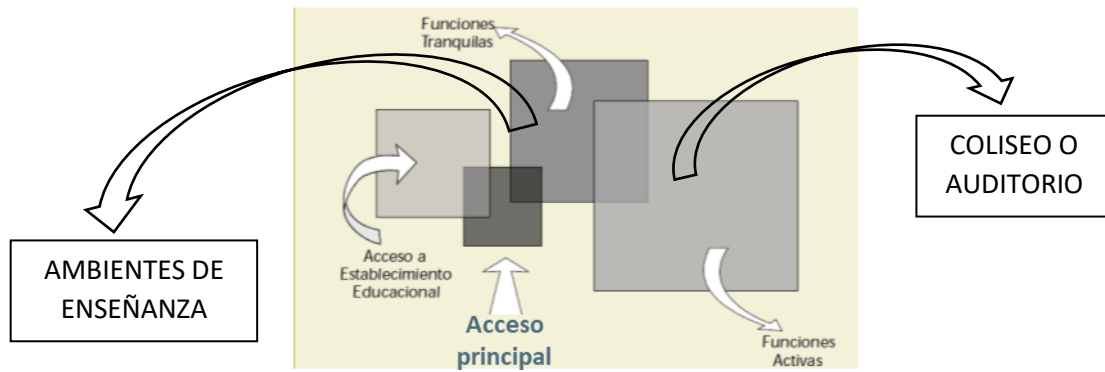 Funciones
Tranquilas
COLISEO O
AUDITORIO
AMBIENTES DE
ENSEÑANZA
Acceso a
Establecimiento
Educacional
Acceso
principal
Funciones
Activas